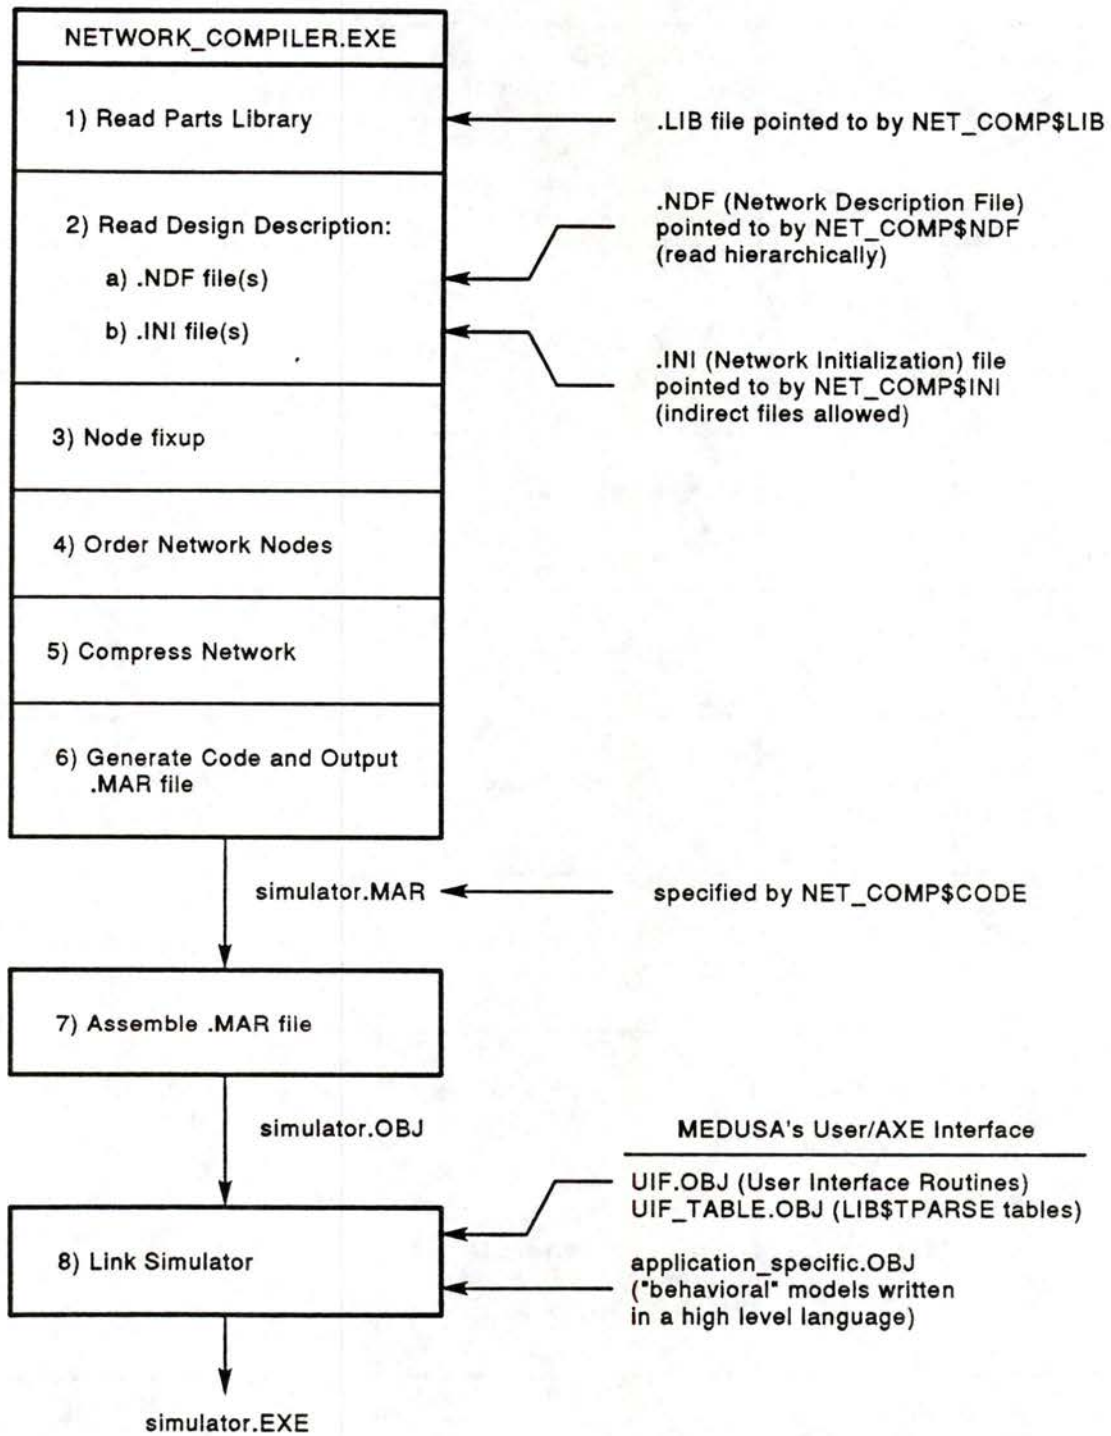 NETWORK_COMPILER.EXE
1) Read Parts Library
.LIB file pointed to by NET_COMP$LIB
2) Read Design Description:
a) .NDF file(s)
b) .INI file(s)
.NDF (Network Description File)
pointed to by NET_COMP$NDF
(read hierarchically)
.INI (Network Initialization) file
pointed to by NET_COMP$INI
(indirect files allowed)
3) Node fixup
4) Order Network Nodes
5) Compress Network
6) Generate Code and Output
.MAR file
simulator.MAR
specified by NET_COMP$CODE
7) Assemble .MAR file
simulator.OBJ
MEDUSA's User/AXE Interface
UIF.OBJ (User Interface Routines)
UIF_TABLE.OBJ (LIB$TPARSE tables)
8) Link Simulator
application_specific.OBJ
("behavioral" models written
in a high level language)
simulator.EXE